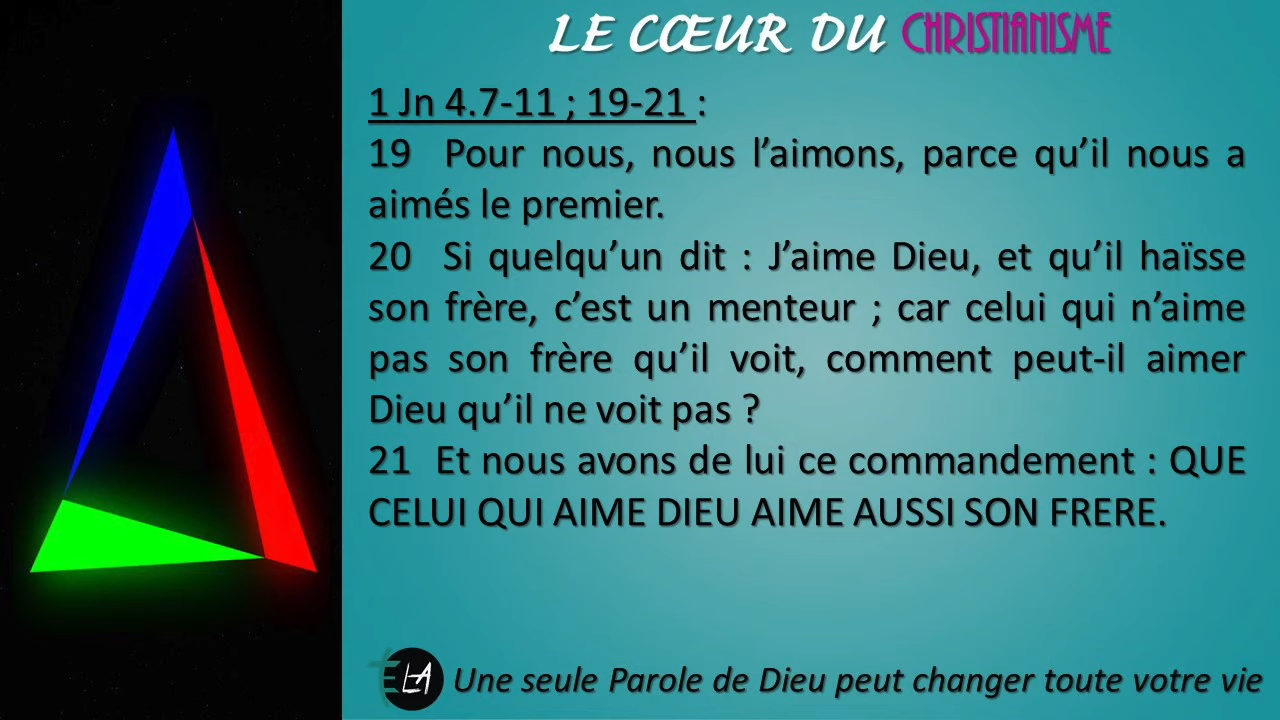 LE CŒUR DU CHRISTIANISME
1 Jn 4.7-11 ; 19-21 :
19 Pour nous, nous l’aimons, parce qu’il nous a
aimés le premier.
20 Si quelqu’un dit : J’aime Dieu, et qu’il haïsse
son frère, c’est un menteur ; car celui qui n’aime
pas son frère qu’il voit, comment peut-il aimer
Dieu qu’il ne voit pas ?
21 Et nous avons de lui ce commandement : QUE
CELUI QUI AIME DIEU AIME AUSSI SON FRERE.
ELA Une seule Parole de Dieu peut changer toute votre vie